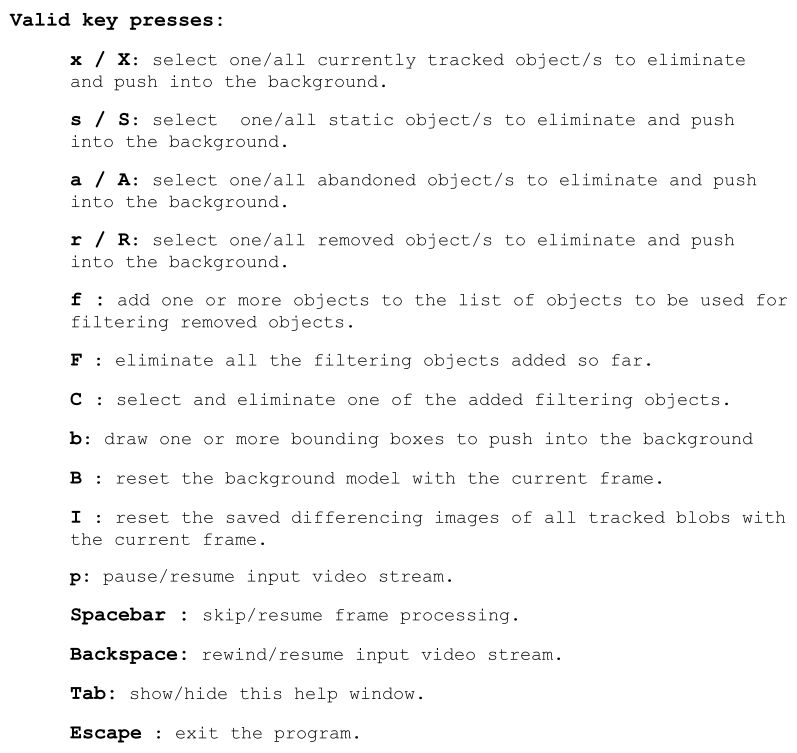 Valid key presses:
x / X: select one/all currently tracked object/s to eliminate
and push into the background.
s / S: select  one/all static object/s to eliminate and push
into the background.
a / A: select one/all abandoned object/s to eliminate and push
into the background.
r / R: select one/all removed object/s to eliminate and push
into the background.
f : add one or more objects to the list of objects to be used for
filtering removed objects.
F : eliminate all the filtering objects added so far.
C : select and eliminate one of the added filtering objects.
b: draw one or more bounding boxes to push into the background
B : reset the background model with the current frame.
I : reset the saved differencing images of all tracked blobs with
the current frame.
p: pause/resume input video stream.
Spacebar : skip/resume frame processing.
Backspace: rewind/resume input video stream.
Tab: show/hide this help window.
Escape : exit the program.